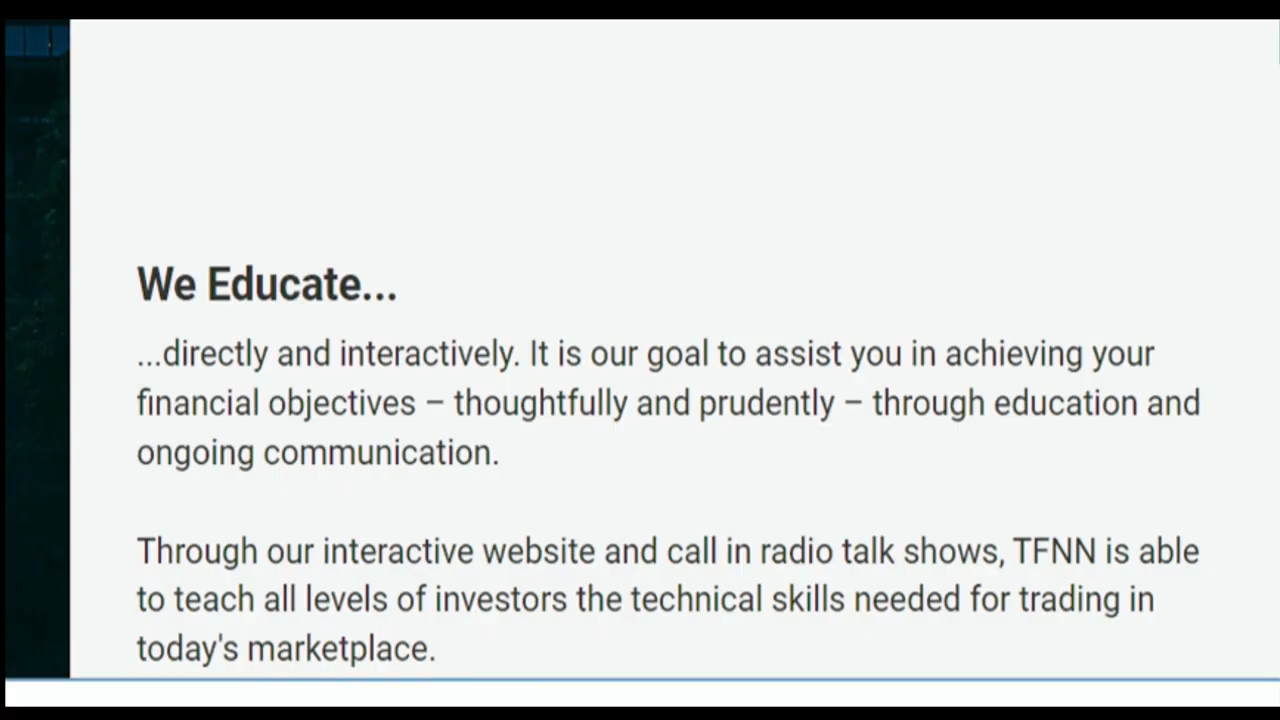 We Educate...
...directly and interactively. It is our goal to assist you in achieving your
financial objectives – thoughtfully and prudently – through education and
ongoing communication.
Through our interactive website and call in radio talk shows, TFNN is able
to teach all levels of investors the technical skills needed for trading in
today's marketplace.